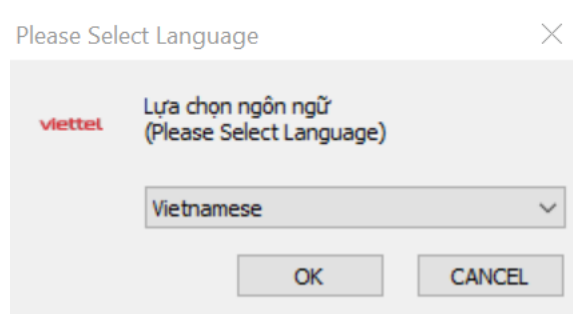 Please Select Language
viettel
Lựa chọn ngôn ngữ
(Please Select Language)
Vietnamese
OK
CANCEL